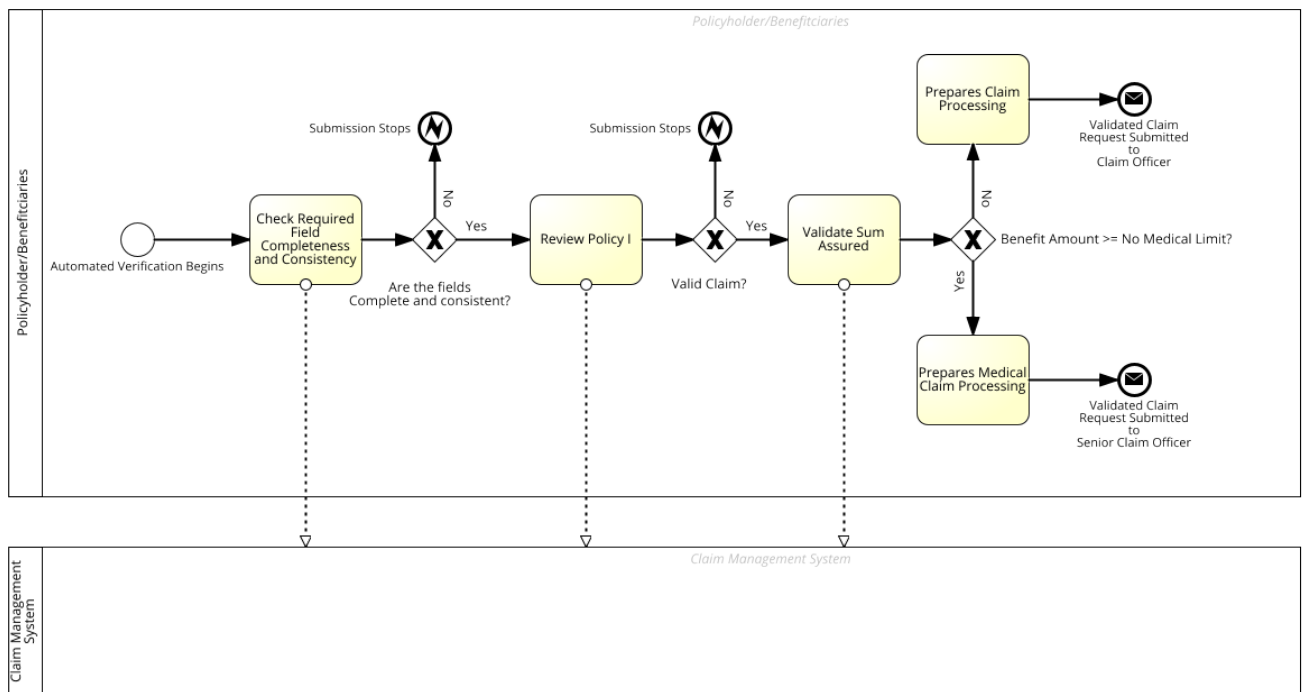 Policyholder/Benefitciaries
Policyholder/Benefitciaries
Automated Verification Begins
Check Required
Field
Completeness
and Consistency
Submission Stops
No
Yes
Are the fields
Complete and consistent?
Review Policy I
Submission Stops
No
Yes
Valid Claim?
Validate Sum
Assured
No
Benefit Amount >= No Medical Limit?
Yes
Prepares Claim
Processing
Validated Claim
Request Submitted
to
Claim Officer
Prepares Medical
Claim Processing
Validated Claim
Request Submitted
to
Senior Claim Officer
Claim Management
System
Claim Management System